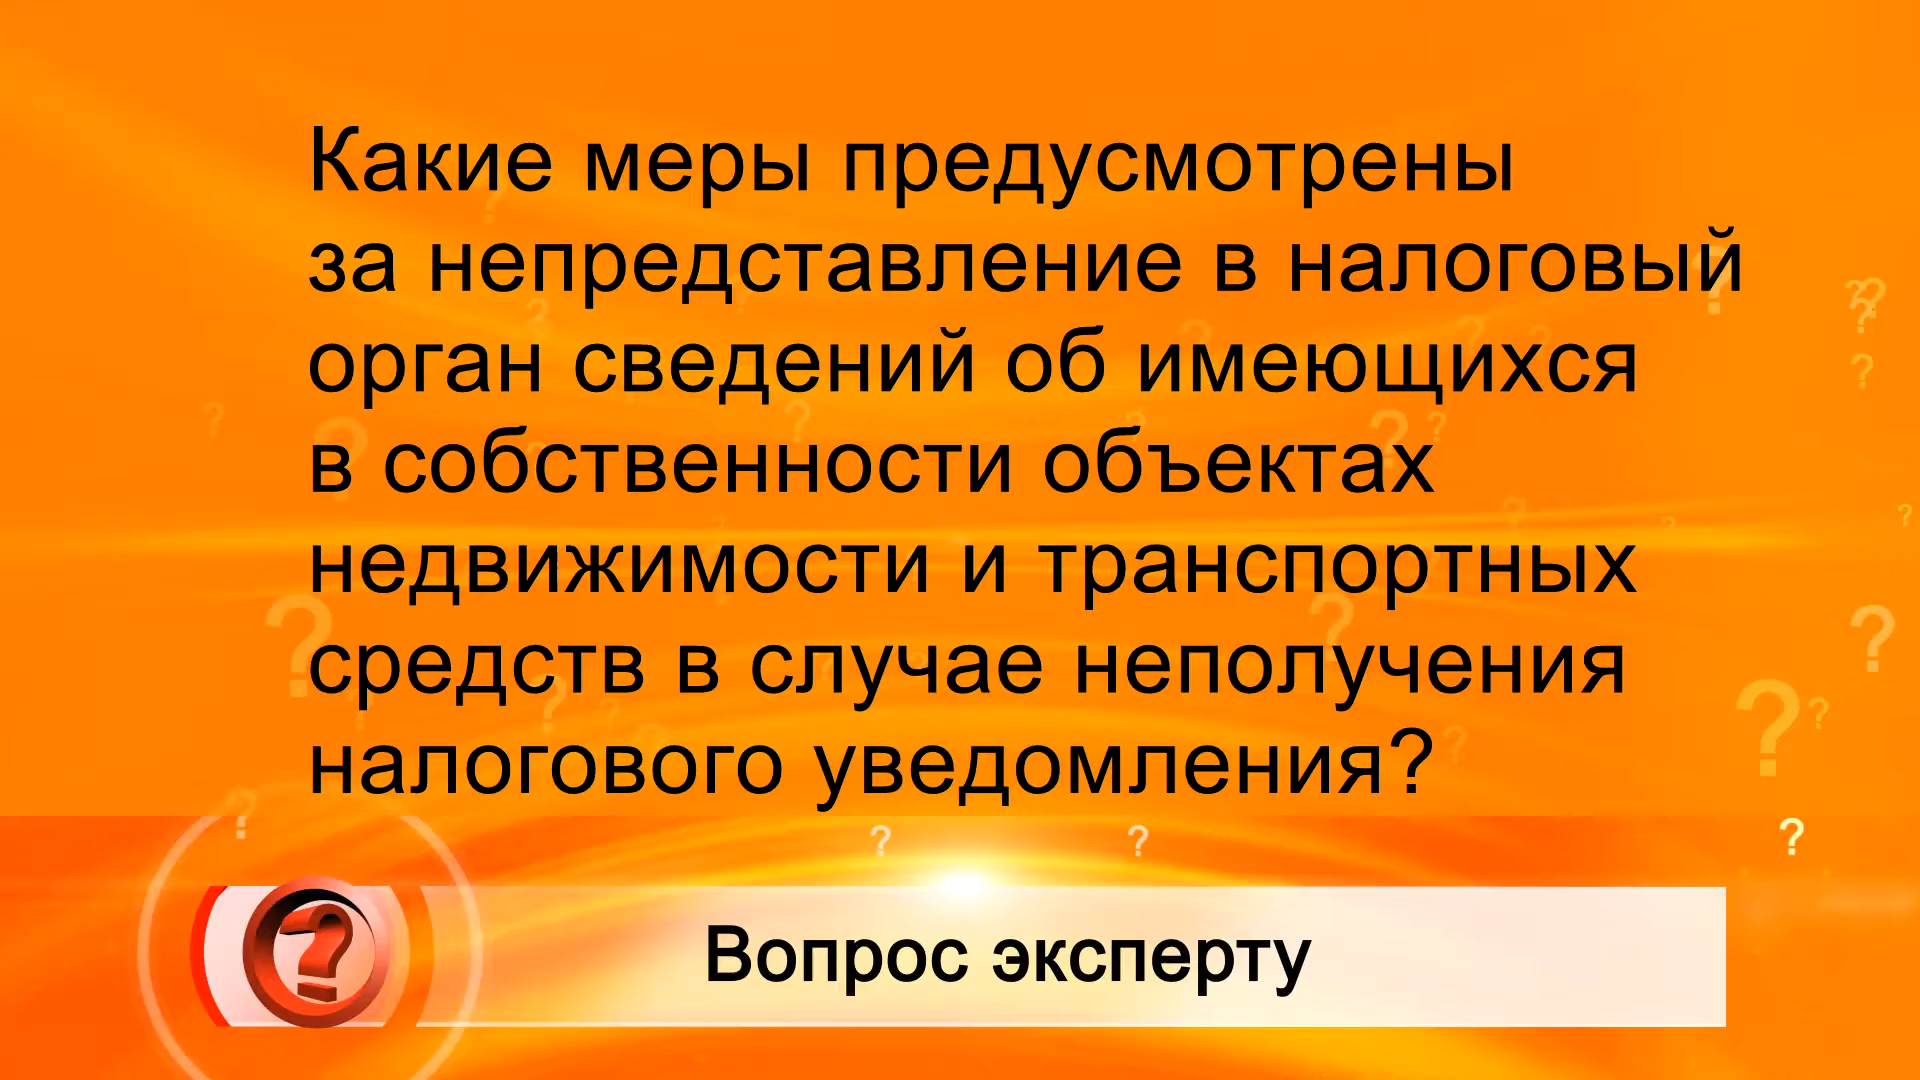 Какие меры предусмотрены
за непредставление в налоговый
орган сведений об имеющихся
в собственности объектах
недвижимости и транспортных
средств в случае неполучения
налогового уведомления?
Вопрос эксперту